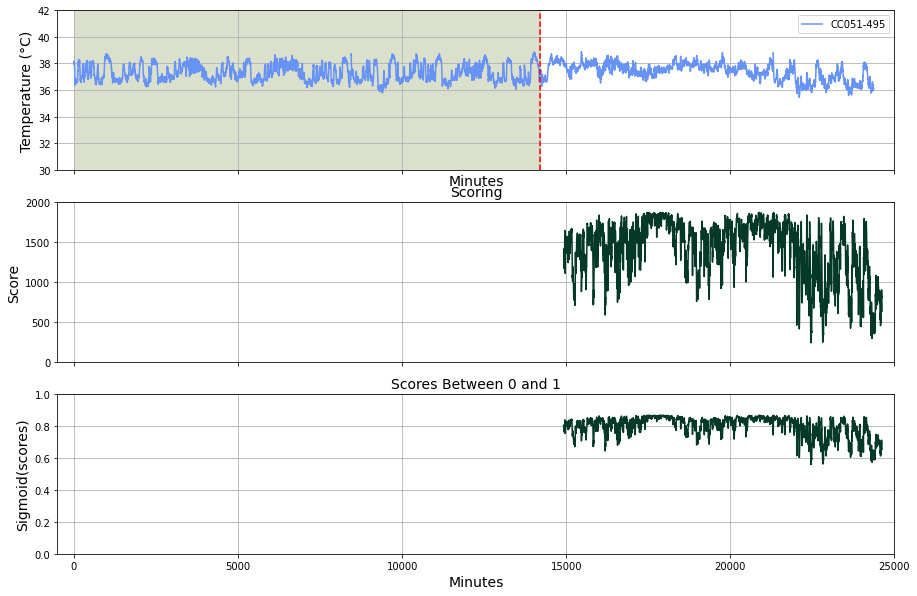 42
40
38
36
34
32
30
Temperature (°C)
CC051-495
Minutes
Scoring
2000
1500
1000
500
0
Score
Scores Between 0 and 1
1.0
0.8
0.6
0.4
0.2
0.0
Sigmoid(scores)
0 5000 10000 15000 20000 25000
Minutes